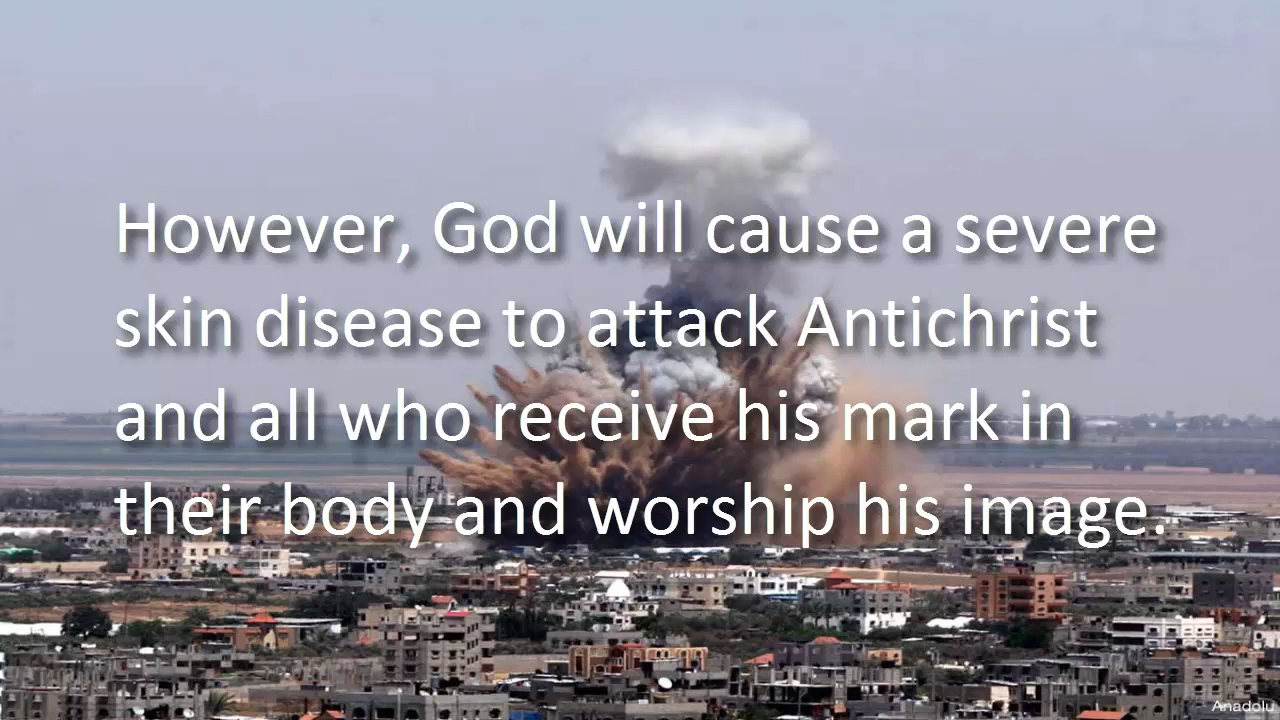 However, God will cause a severe
skin disease to attack Antichrist
and all who receive his mark in
their body and worship his image.
Anadolu